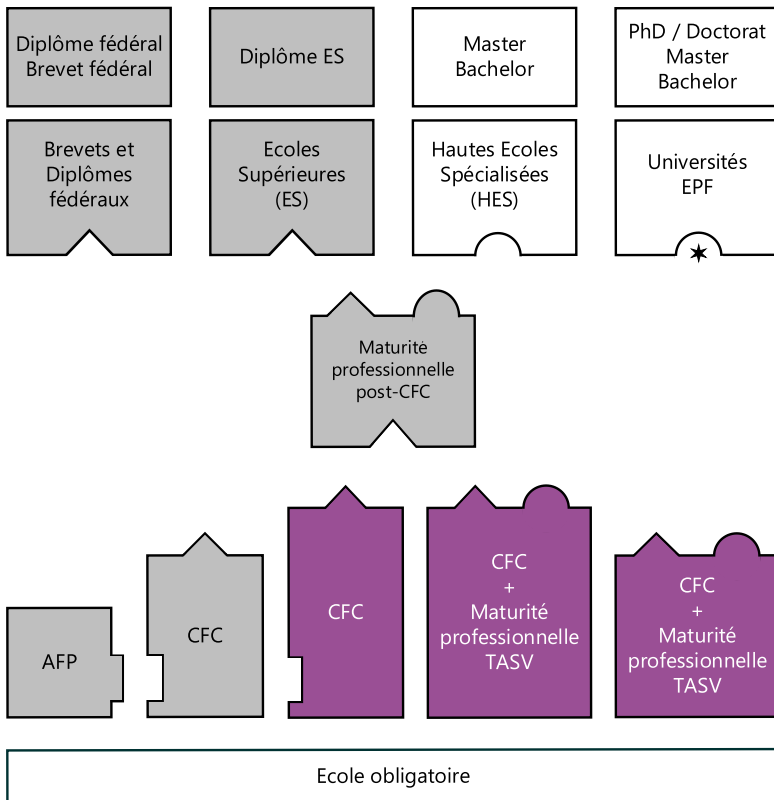 Diplôme fédéral
Brevet fédéral
Diplôme ES
Master
Bachelor
PhD / Doctorat
Master
Bachelor
Brevets et
Diplômes
fédéraux
Ecoles
Supérieures
(ES)
Hautes Ecoles
Spécialisées
(HES)
Universités
EPF
Maturité
professionnelle
post-CFC
AFP
CFC
CFC
CFC
+
Maturité
professionnelle
TASV
CFC
+
Maturité
professionnelle
TASV
Ecole obligatoire